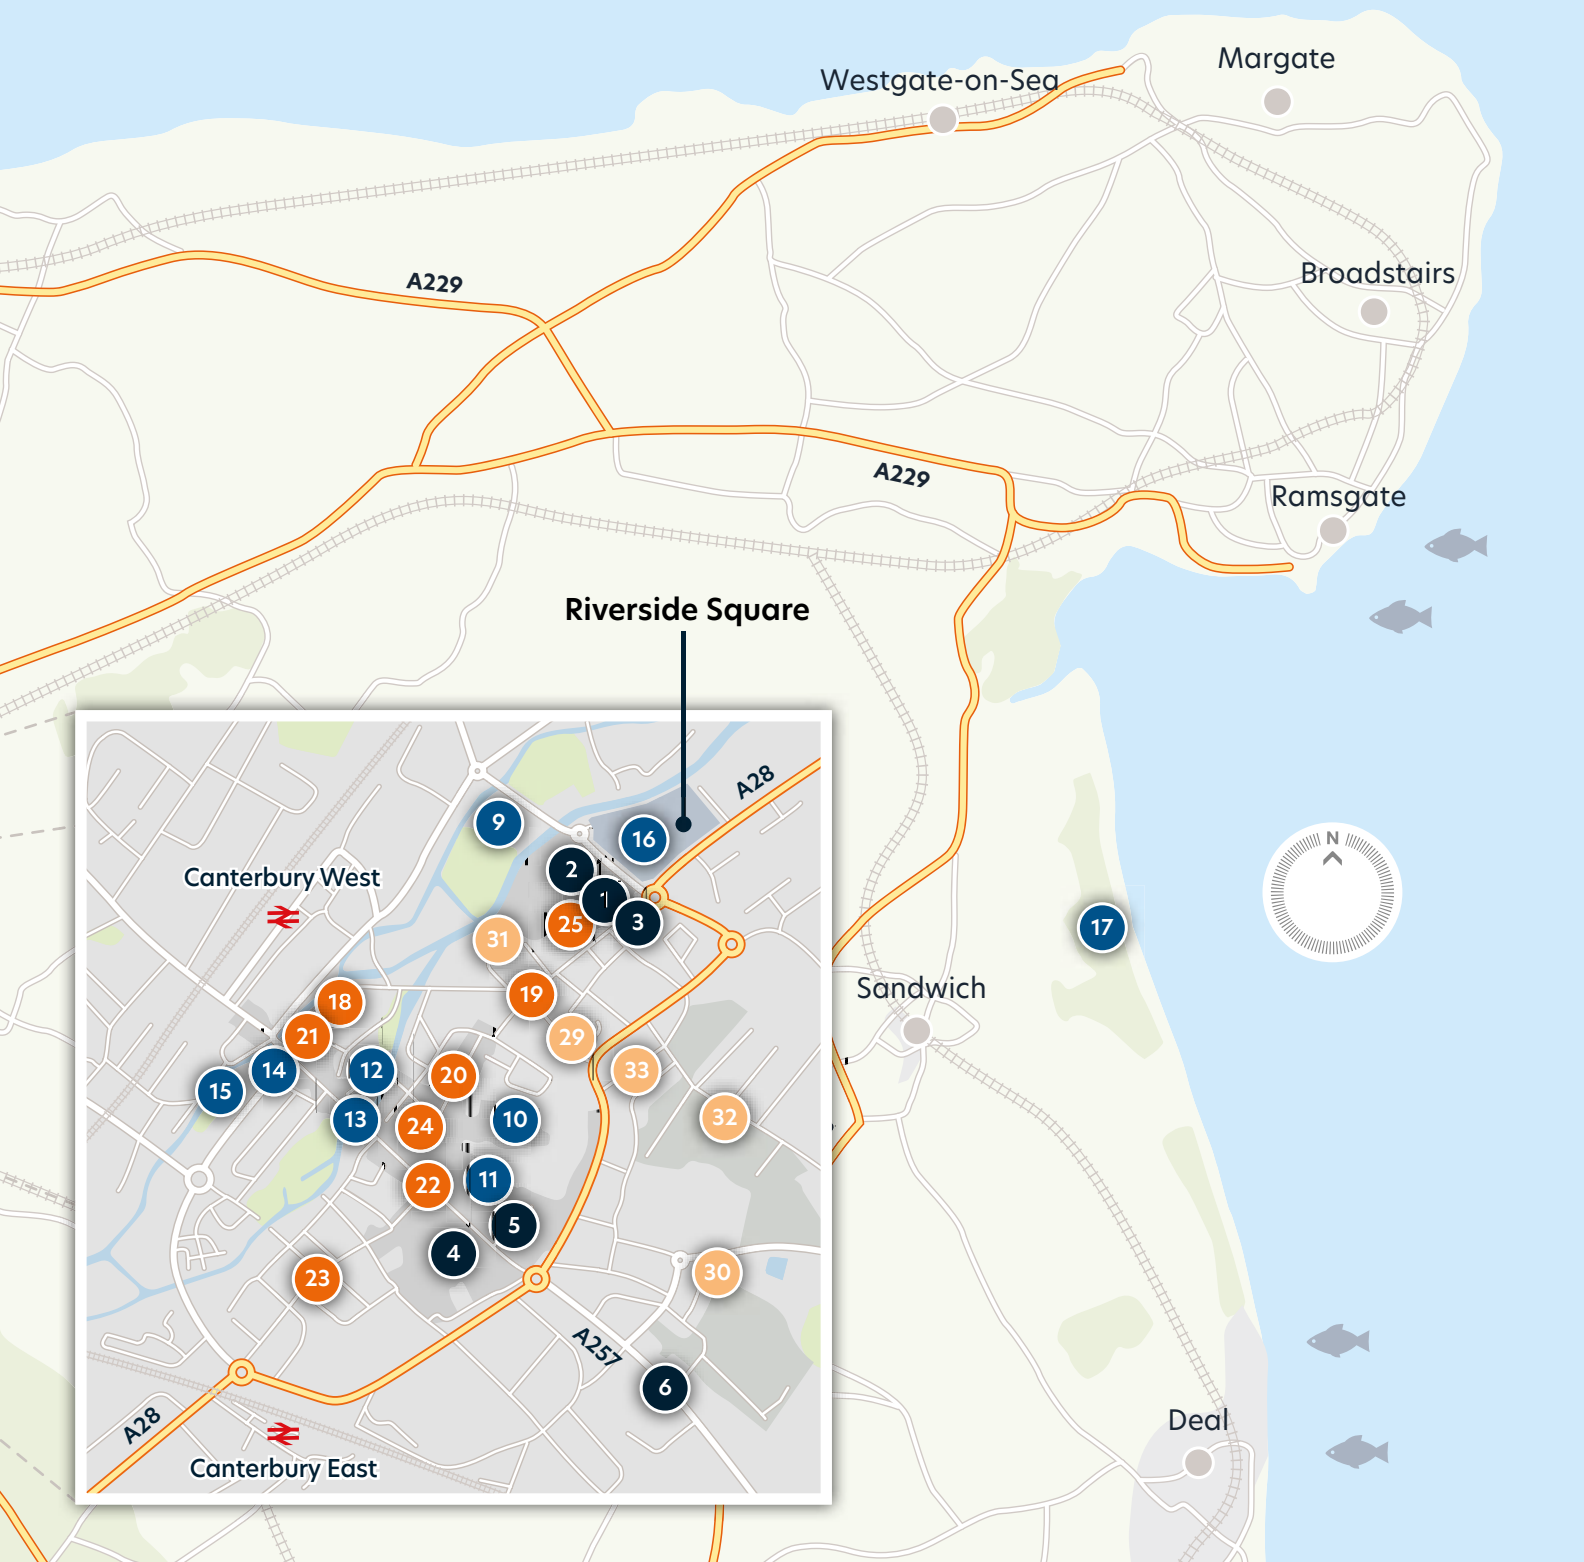 Margate
Westgate-on-Sea
Broadstairs
A229
A229
Ramsgate
Riverside Square
A28
9
16
2
Canterbury West
1
25
3
31
17
Sandwich
19
18
21
29
14
12
20
33
15
13
24
10
32
11
22
5
4
23
30
A257
6
A28
Canterbury East
Deal
N